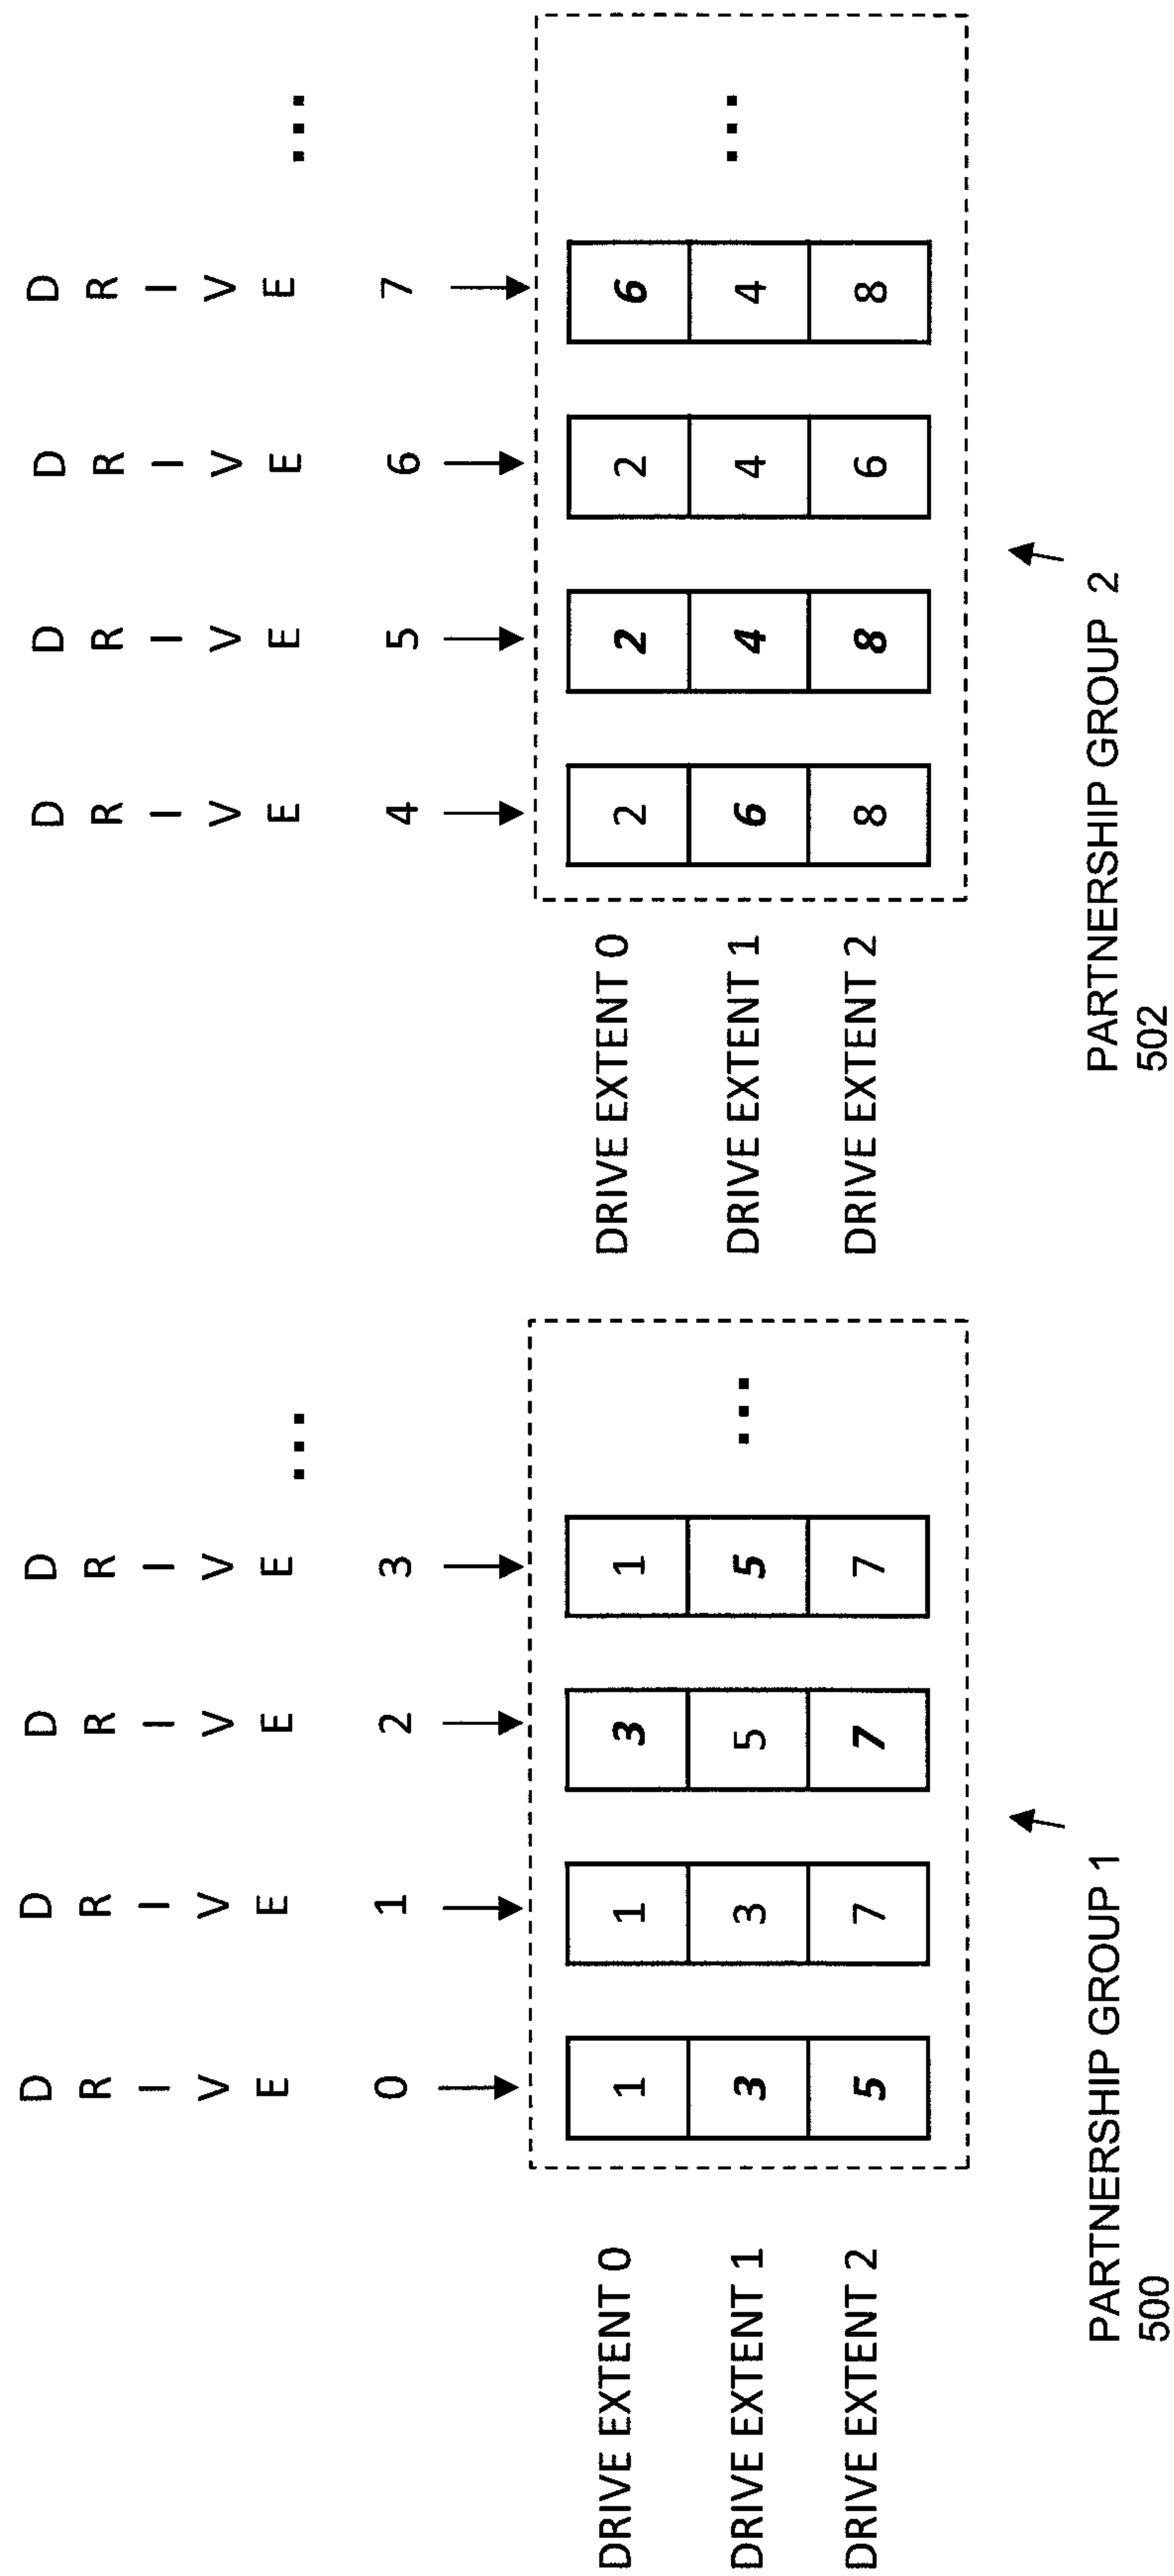 DRIVE 0 DRIVE 1 DRIVE 2 DRIVE 3 ... DRIVE 4 DRIVE 5 DRIVE 6 DRIVE 7 ...
DRIVE EXTENT 0 1 1 3 1
DRIVE EXTENT 1 3 3 5 5 ...
DRIVE EXTENT 2 5 7 7 7
PARTNERSHIP GROUP 1
500
DRIVE EXTENT 0 2 2 2 6
DRIVE EXTENT 1 6 4 4 4 ...
DRIVE EXTENT 2 8 8 6 8
PARTNERSHIP GROUP 2
502